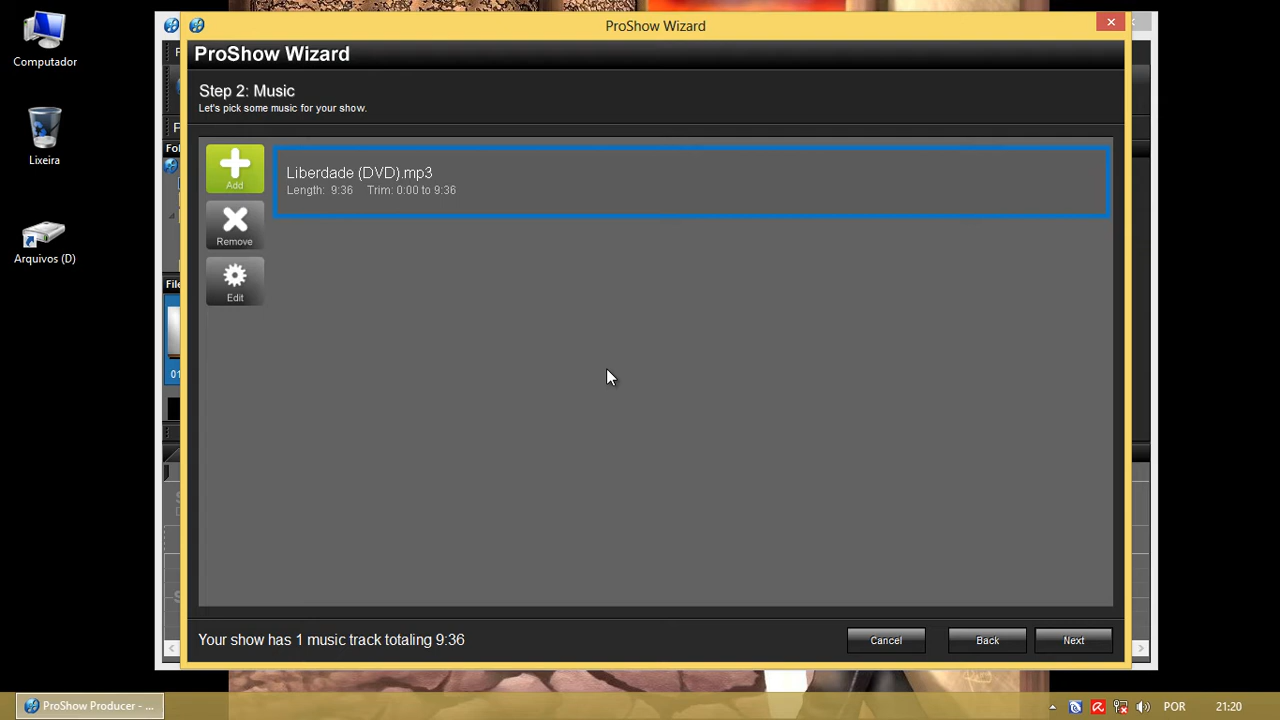 Computador
Lixeira
Arquivos (D)
ProShow Wizard
ProShow Wizard
Step 2: Music
Let's pick some music for your show.
Add
Remove
Edit
Liberdade (DVD).mp3
Length: 9:36 Trim: 0:00 to 9:36
Your show has 1 music track totaling 9:36
Cancel
Back
Next
ProShow Producer - ...
POR
21:20